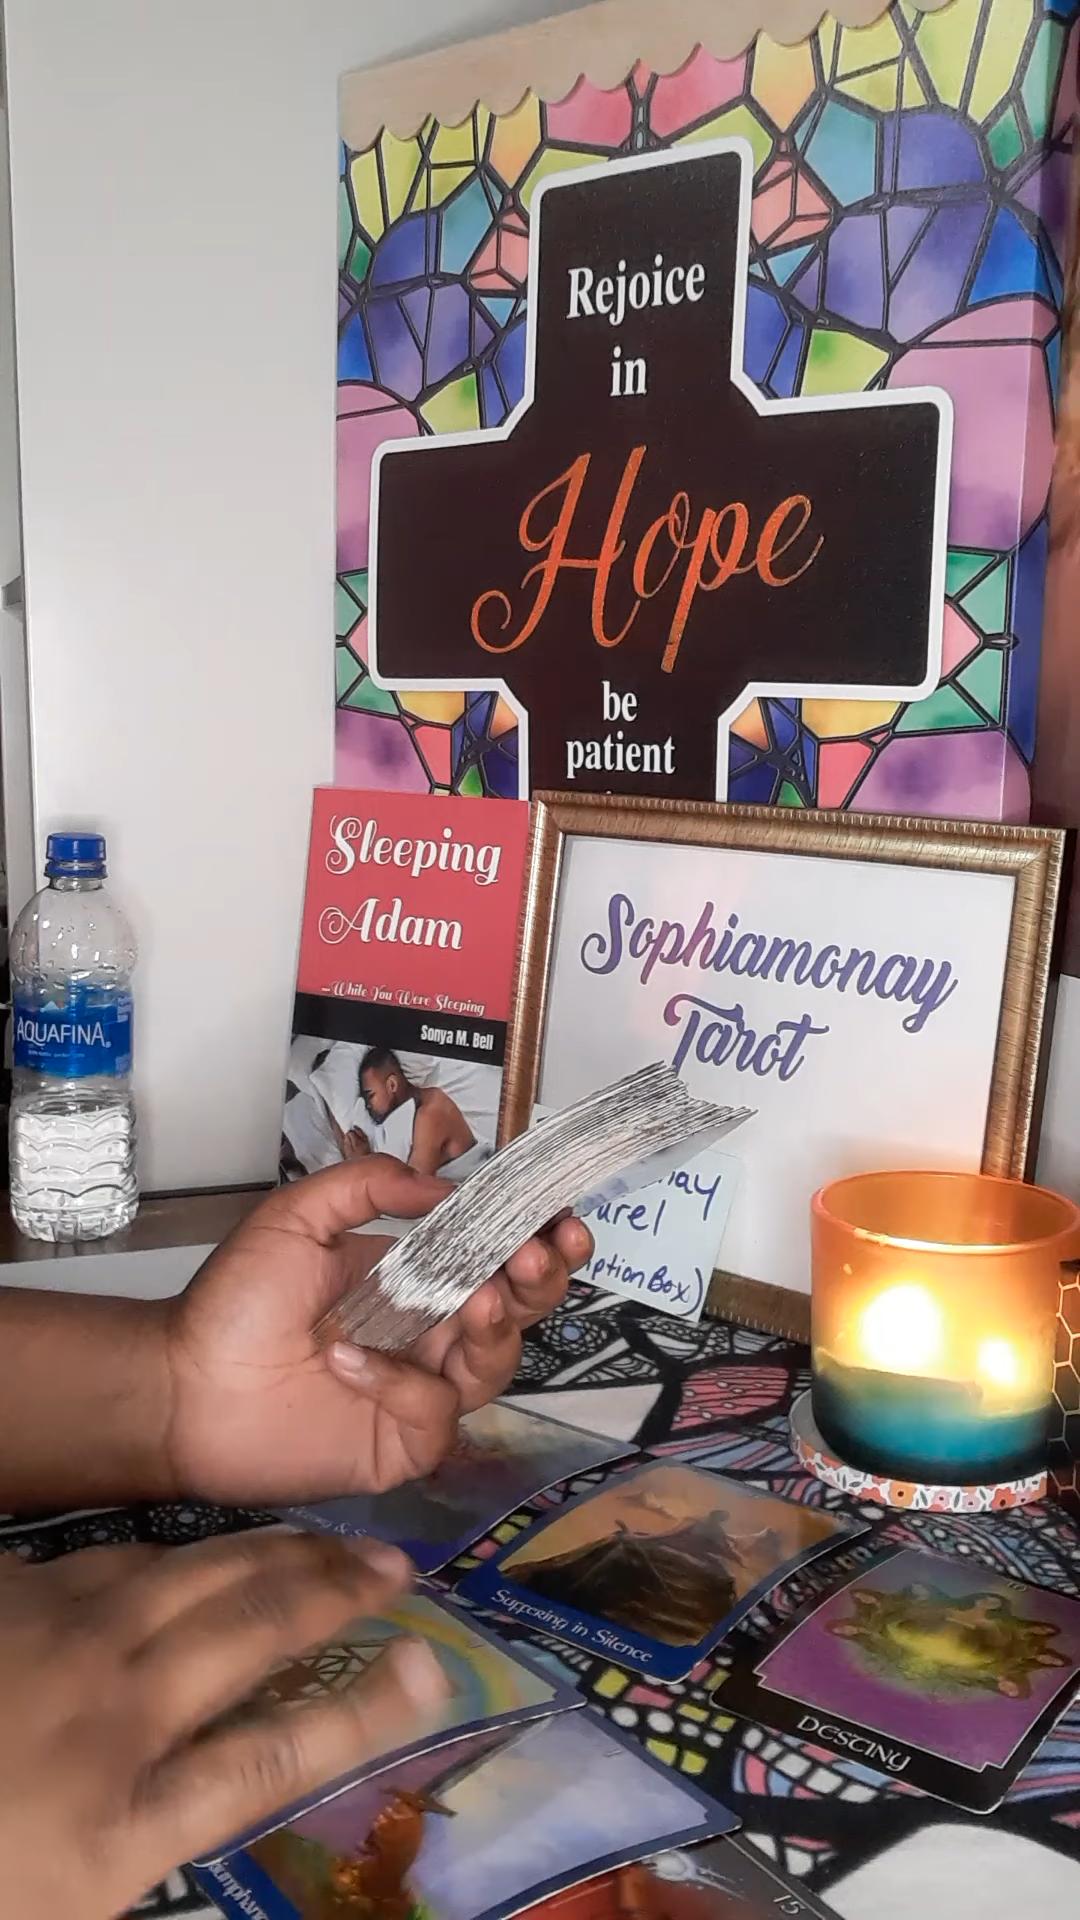 Rejoice
in
Hope
be
patient
Sleeping
Adam
- While You Were Sleeping
Sonya M. Bell
Sophiamonay
Tarot
AQUAFINA
Suffering in Silence
DESTINY
15